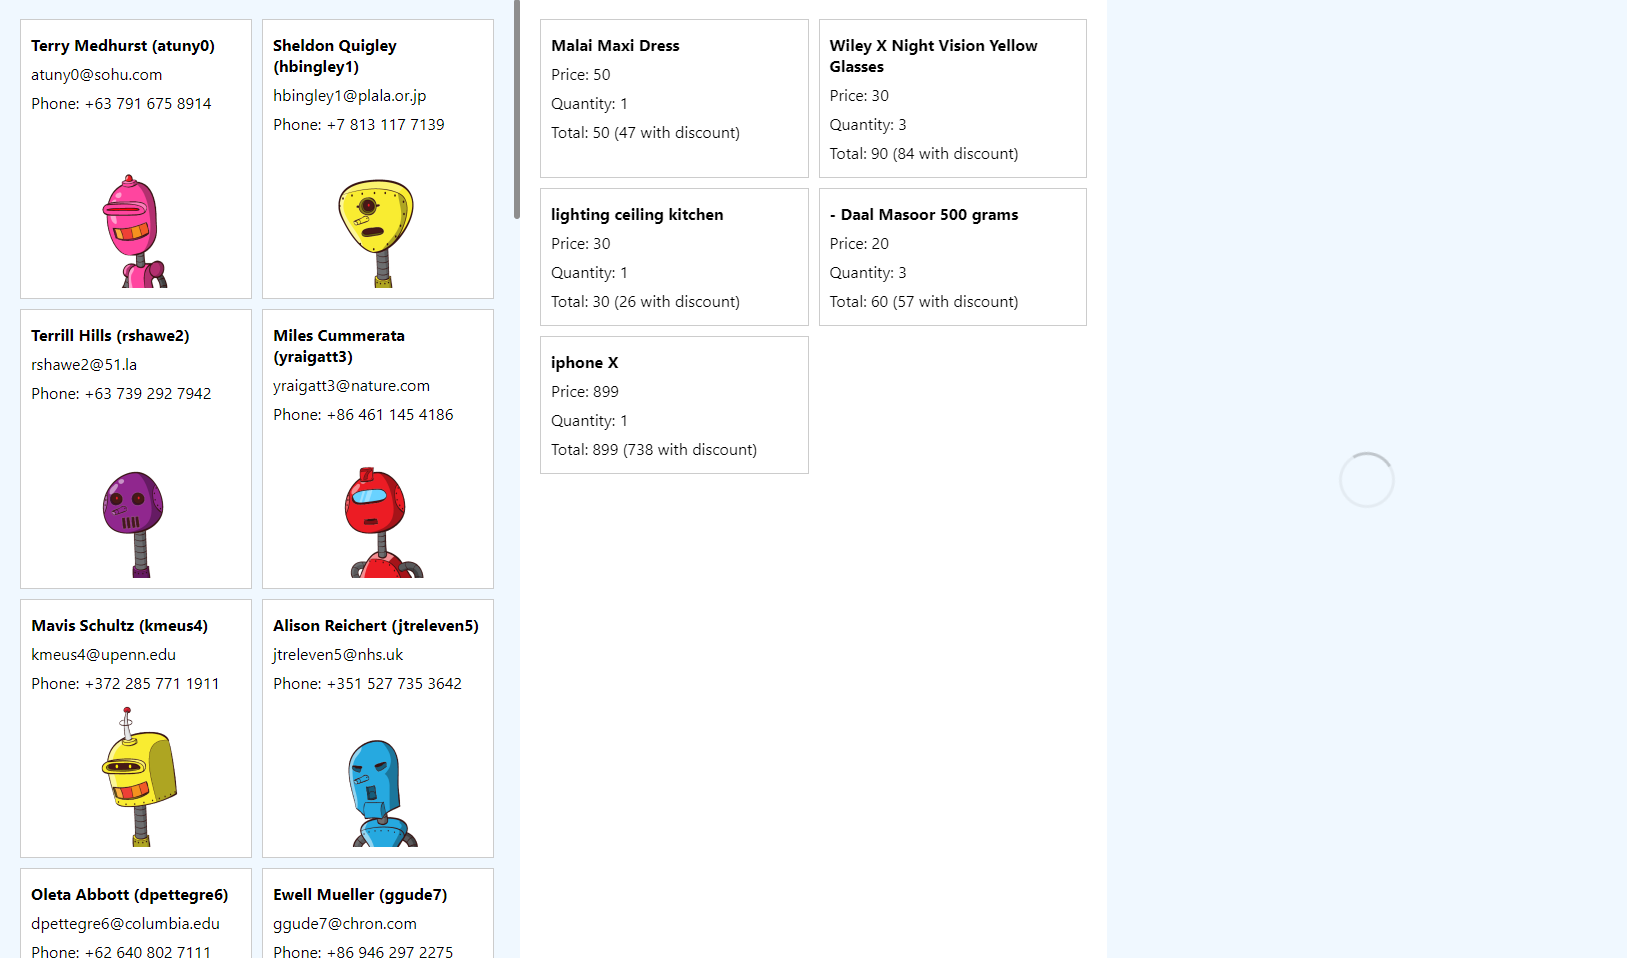 Terry Medhurst (atuny0)
atuny0@sohu.com
Phone: +63 791 675 8914
Sheldon Quigley
(hbingley1)
hbingley1@plala.or.jp
Phone: +7 813 117 7139
Terrill Hills (rshawe2)
rshawe2@51.la
Phone: +63 739 292 7942
Miles Cummerata
(yraigatt3)
yraigatt3@nature.com
Phone: +86 461 145 4186
Mavis Schultz (kmeus4)
kmeus4@upenn.edu
Phone: +372 285 771 1911
Alison Reichert (jtreleven5)
jtreleven5@nhs.uk
Phone: +351 527 735 3642
Oleta Abbott (dpettegre6)
dpettegre6@columbia.edu
Phone: +62 640 802 7111
Ewell Mueller (ggude7)
ggude7@chron.com
Phone: +86 946 297 2275
Malai Maxi Dress
Price: 50
Quantity: 1
Total: 50 (47 with discount)
Wiley X Night Vision Yellow
Glasses
Price: 30
Quantity: 3
Total: 90 (84 with discount)
lighting ceiling kitchen
Price: 30
Quantity: 1
Total: 30 (26 with discount)
- Daal Masoor 500 grams
Price: 20
Quantity: 3
Total: 60 (57 with discount)
iphone X
Price: 899
Quantity: 1
Total: 899 (738 with discount)